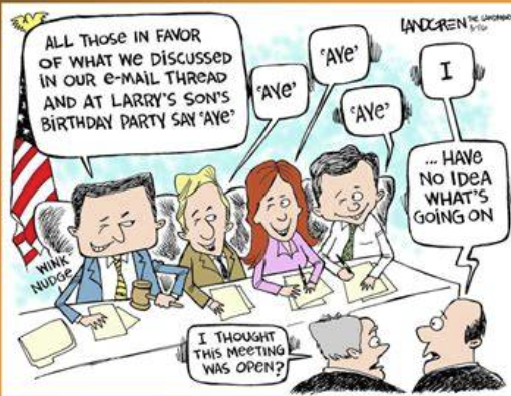 ALL THOSE IN FAVOR
OF WHAT WE DISCUSSED
IN OUR E-MAIL THREAD
AND AT LARRY'S SON'S
BIRTHDAY PARTY SAY 'AYE'
'AYE'
'AYE'
'AYE'
LANDGREN
I
... HAVE
NO IDEA
WHAT'S
GOING ON
WINK
NUDGE
I THOUGHT
THIS MEETING
WAS OPEN?